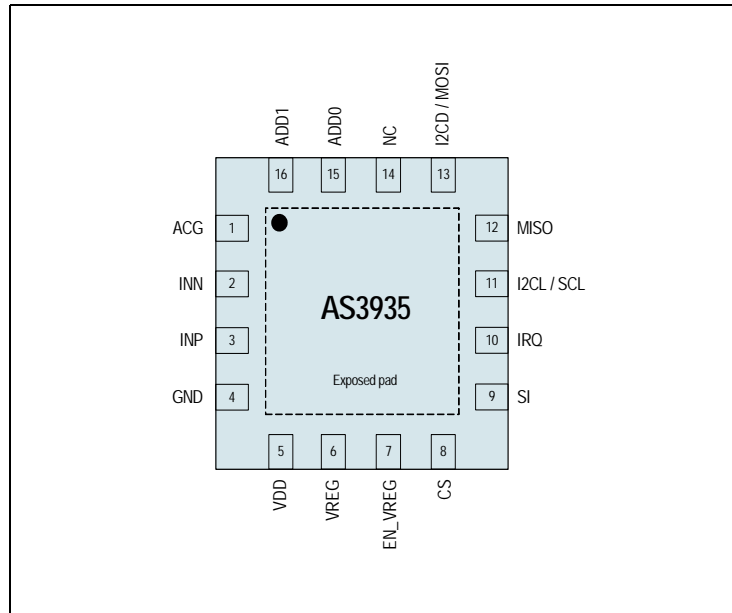 ADD1
ADD0
NC
I2CD / MOSI
16
15
14
13
ACG
1
12
MISO
INN
2
11
I2CL / SCL
AS3935
INP
3
10
IRQ
Exposed pad
GND
4
9
SI
5
6
7
8
VDD
VREG
EN_VREG
CS